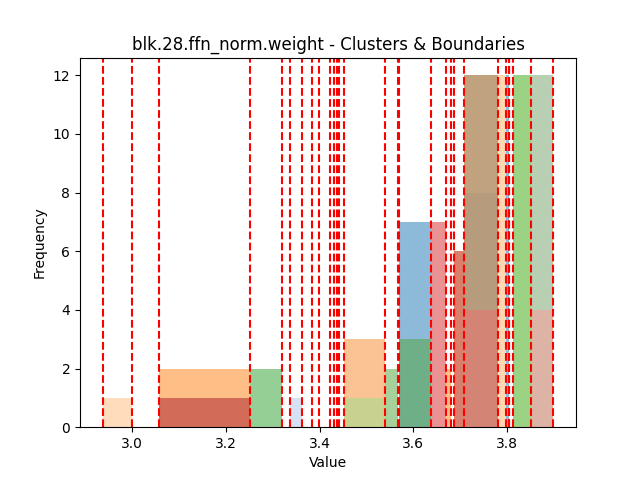 blk.28.ffn_norm.weight - Clusters & Boundaries
12
10
8
6
4
2
0
Frequency
3.0 3.2 3.4 3.6 3.8
Value